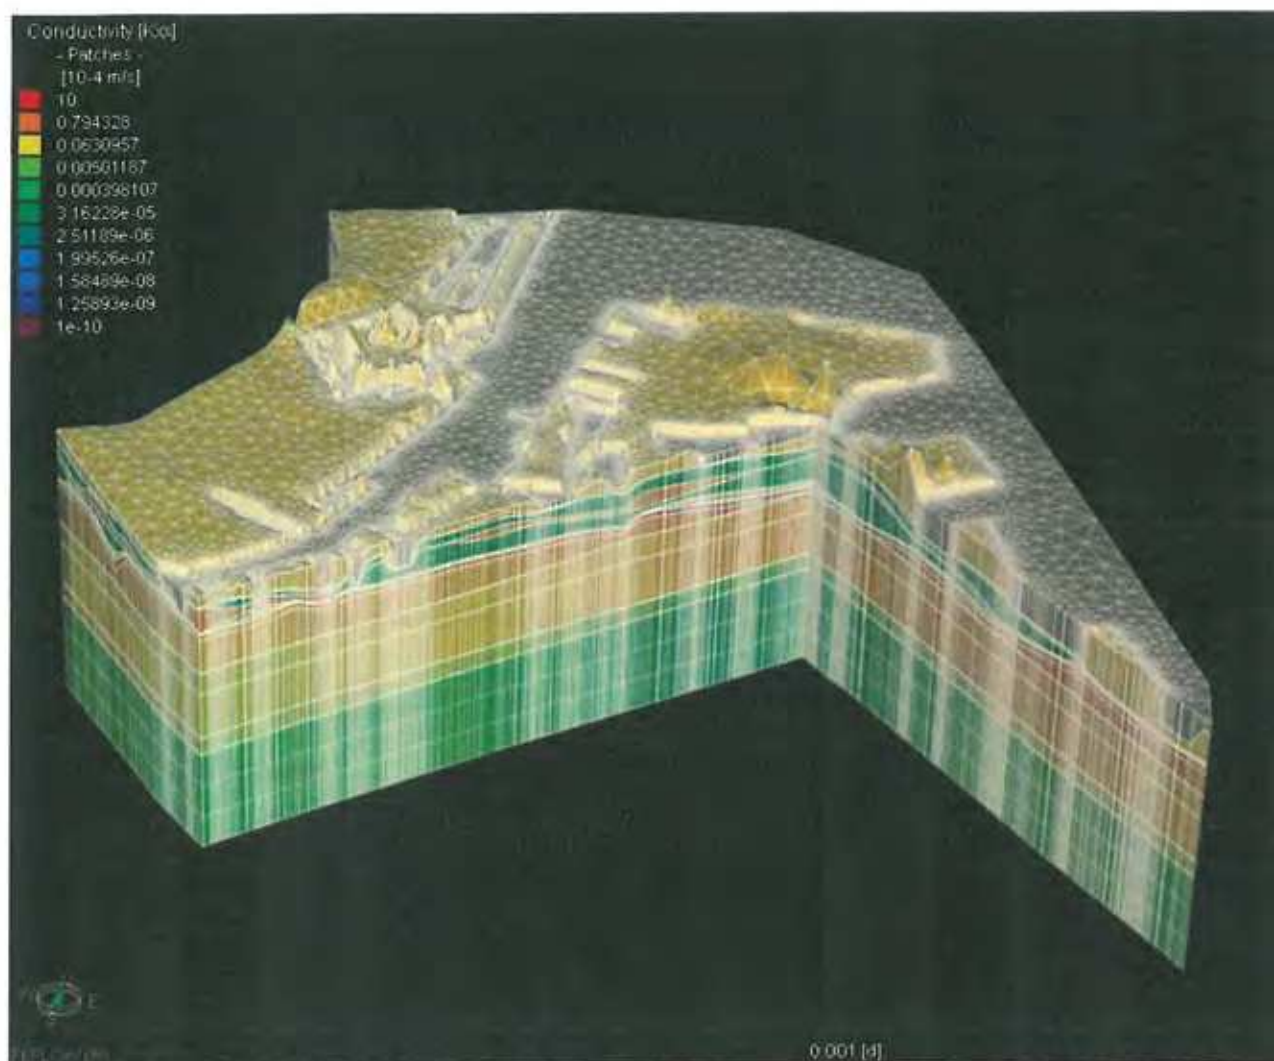 Conductivity [Kxx]
- Patches -
[10-4 m/s]
10
0.794328
0.0630957
0.00501187
0.000398107
3.16228e-05
2.51189e-06
1.99526e-07
1.58489e-08
1.25893e-09
1e-10
E
0.001 [d]